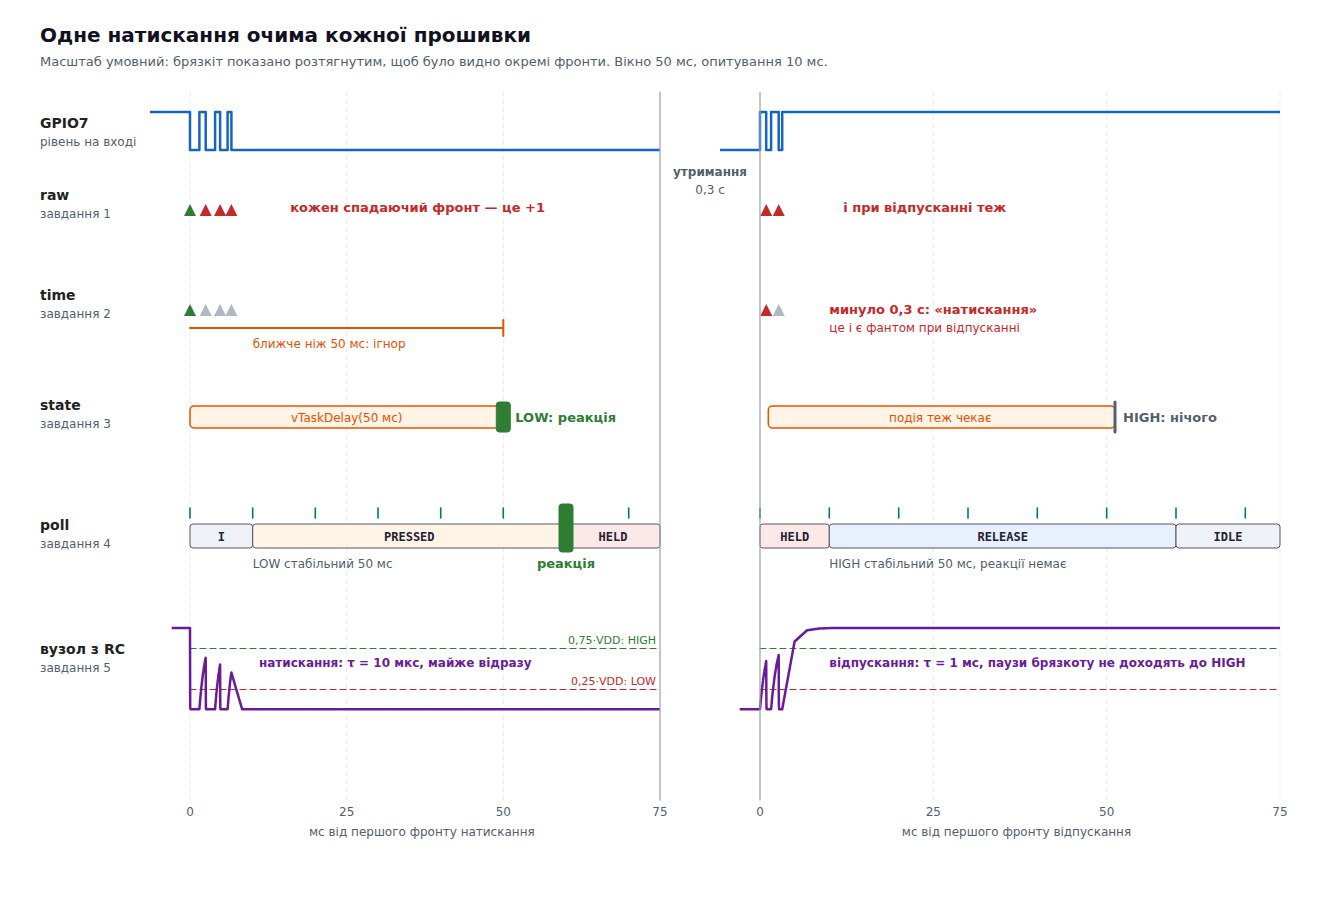 Одне натискання очима кожної прошивки
Масштаб умовний: брязкіт показано розтягнутим, щоб було видно окремі фронти. Вікно 50 мс, опитування 10 мс.
GPIO7
рівень на вході
утримання
0,3 с
raw
завдання 1
кожен спадаючий фронт — це +1
і при відпусканні теж
time
завдання 2
ближче ніж 50 мс: ігнор
минуло 0,3 с: «натискання»
це і є фантом при відпусканні
state
завдання 3
vTaskDelay(50 мс)
LOW: реакція
подія теж чекає
HIGH: нічого
poll
завдання 4
I
PRESSED
HELD
HELD
RELEASE
IDLE
LOW стабільний 50 мс
реакція
HIGH стабільний 50 мс, реакції немає
вузол з RC
завдання 5
0,75·VDD: HIGH
натискання: τ = 10 мкс, майже відразу
0,25·VDD: LOW
відпускання: τ = 1 мс, паузи брязкоту не доходять до HIGH
0
25
50
75
0
25
50
75
мс від першого фронту натискання
мс від першого фронту відпускання